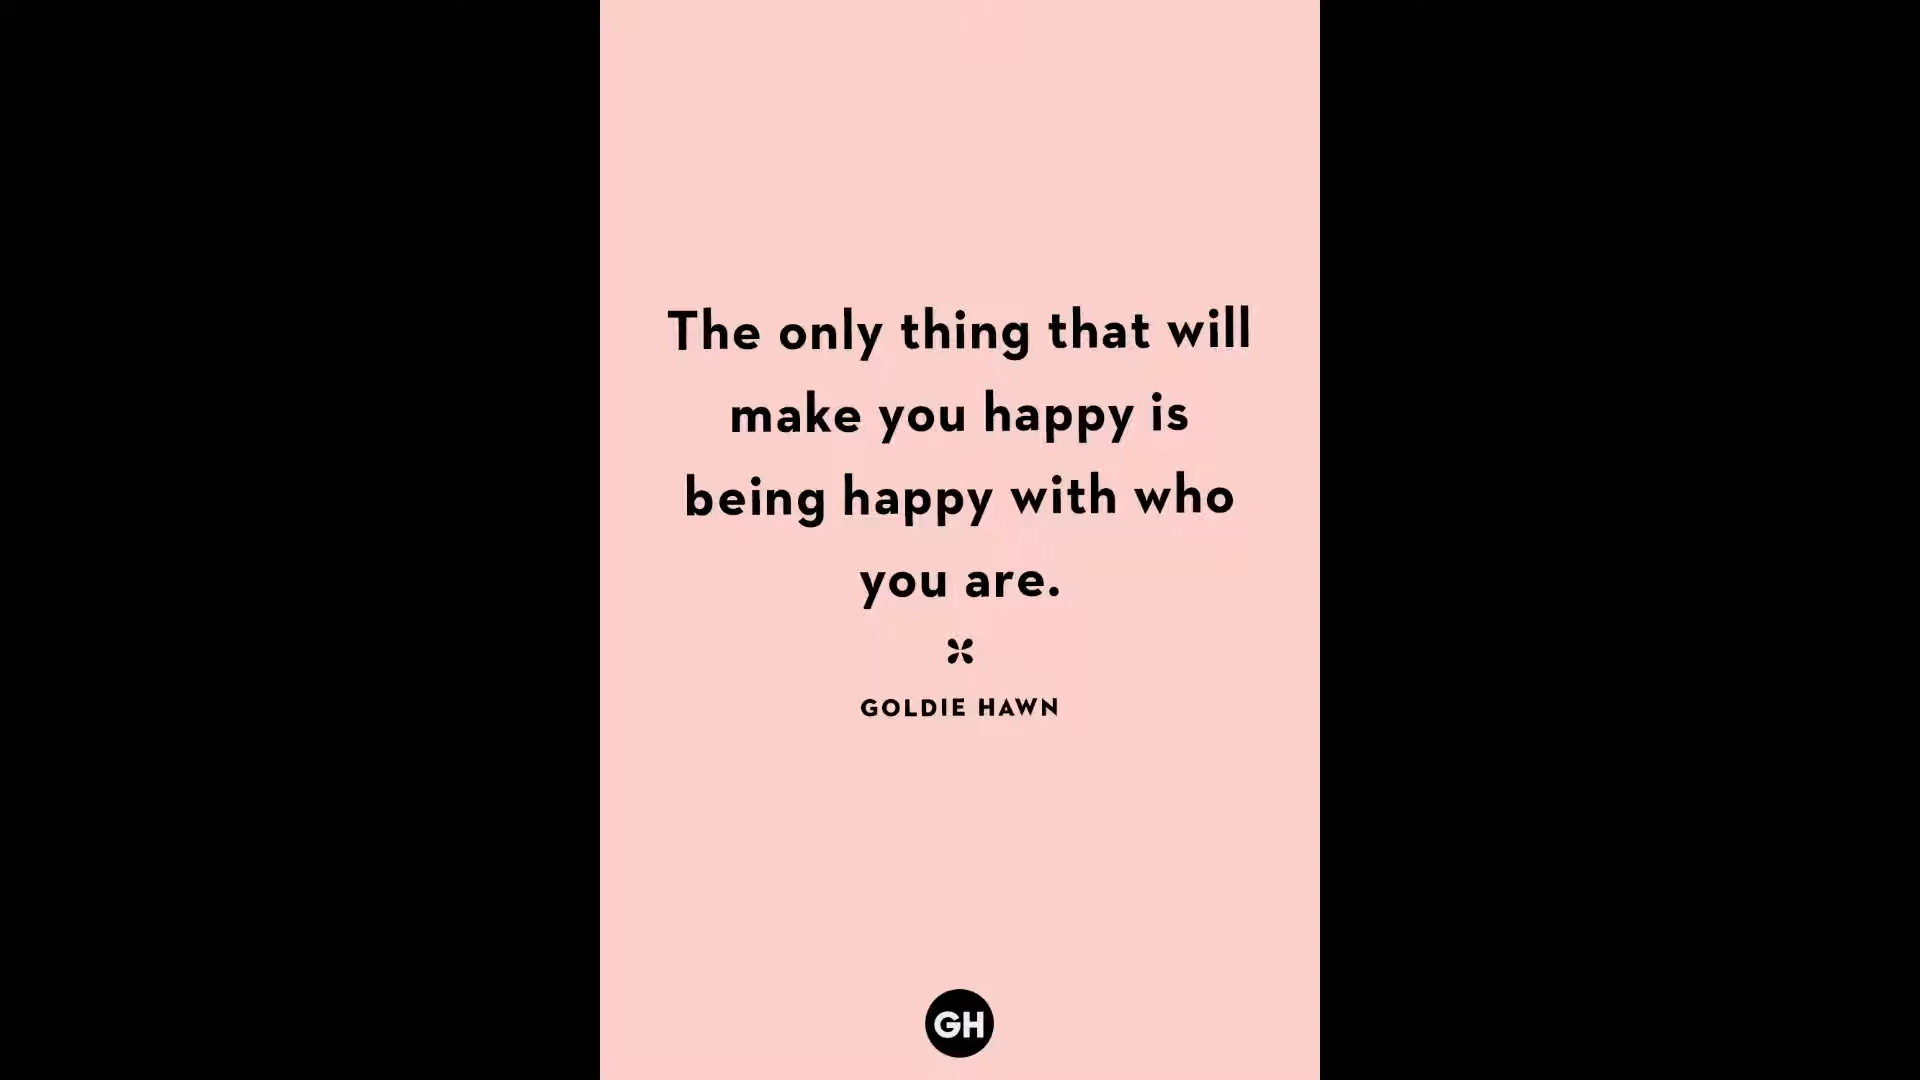 The only thing that will
make you happy is
being happy with who
you are.
GOLDIE HAWN
GH